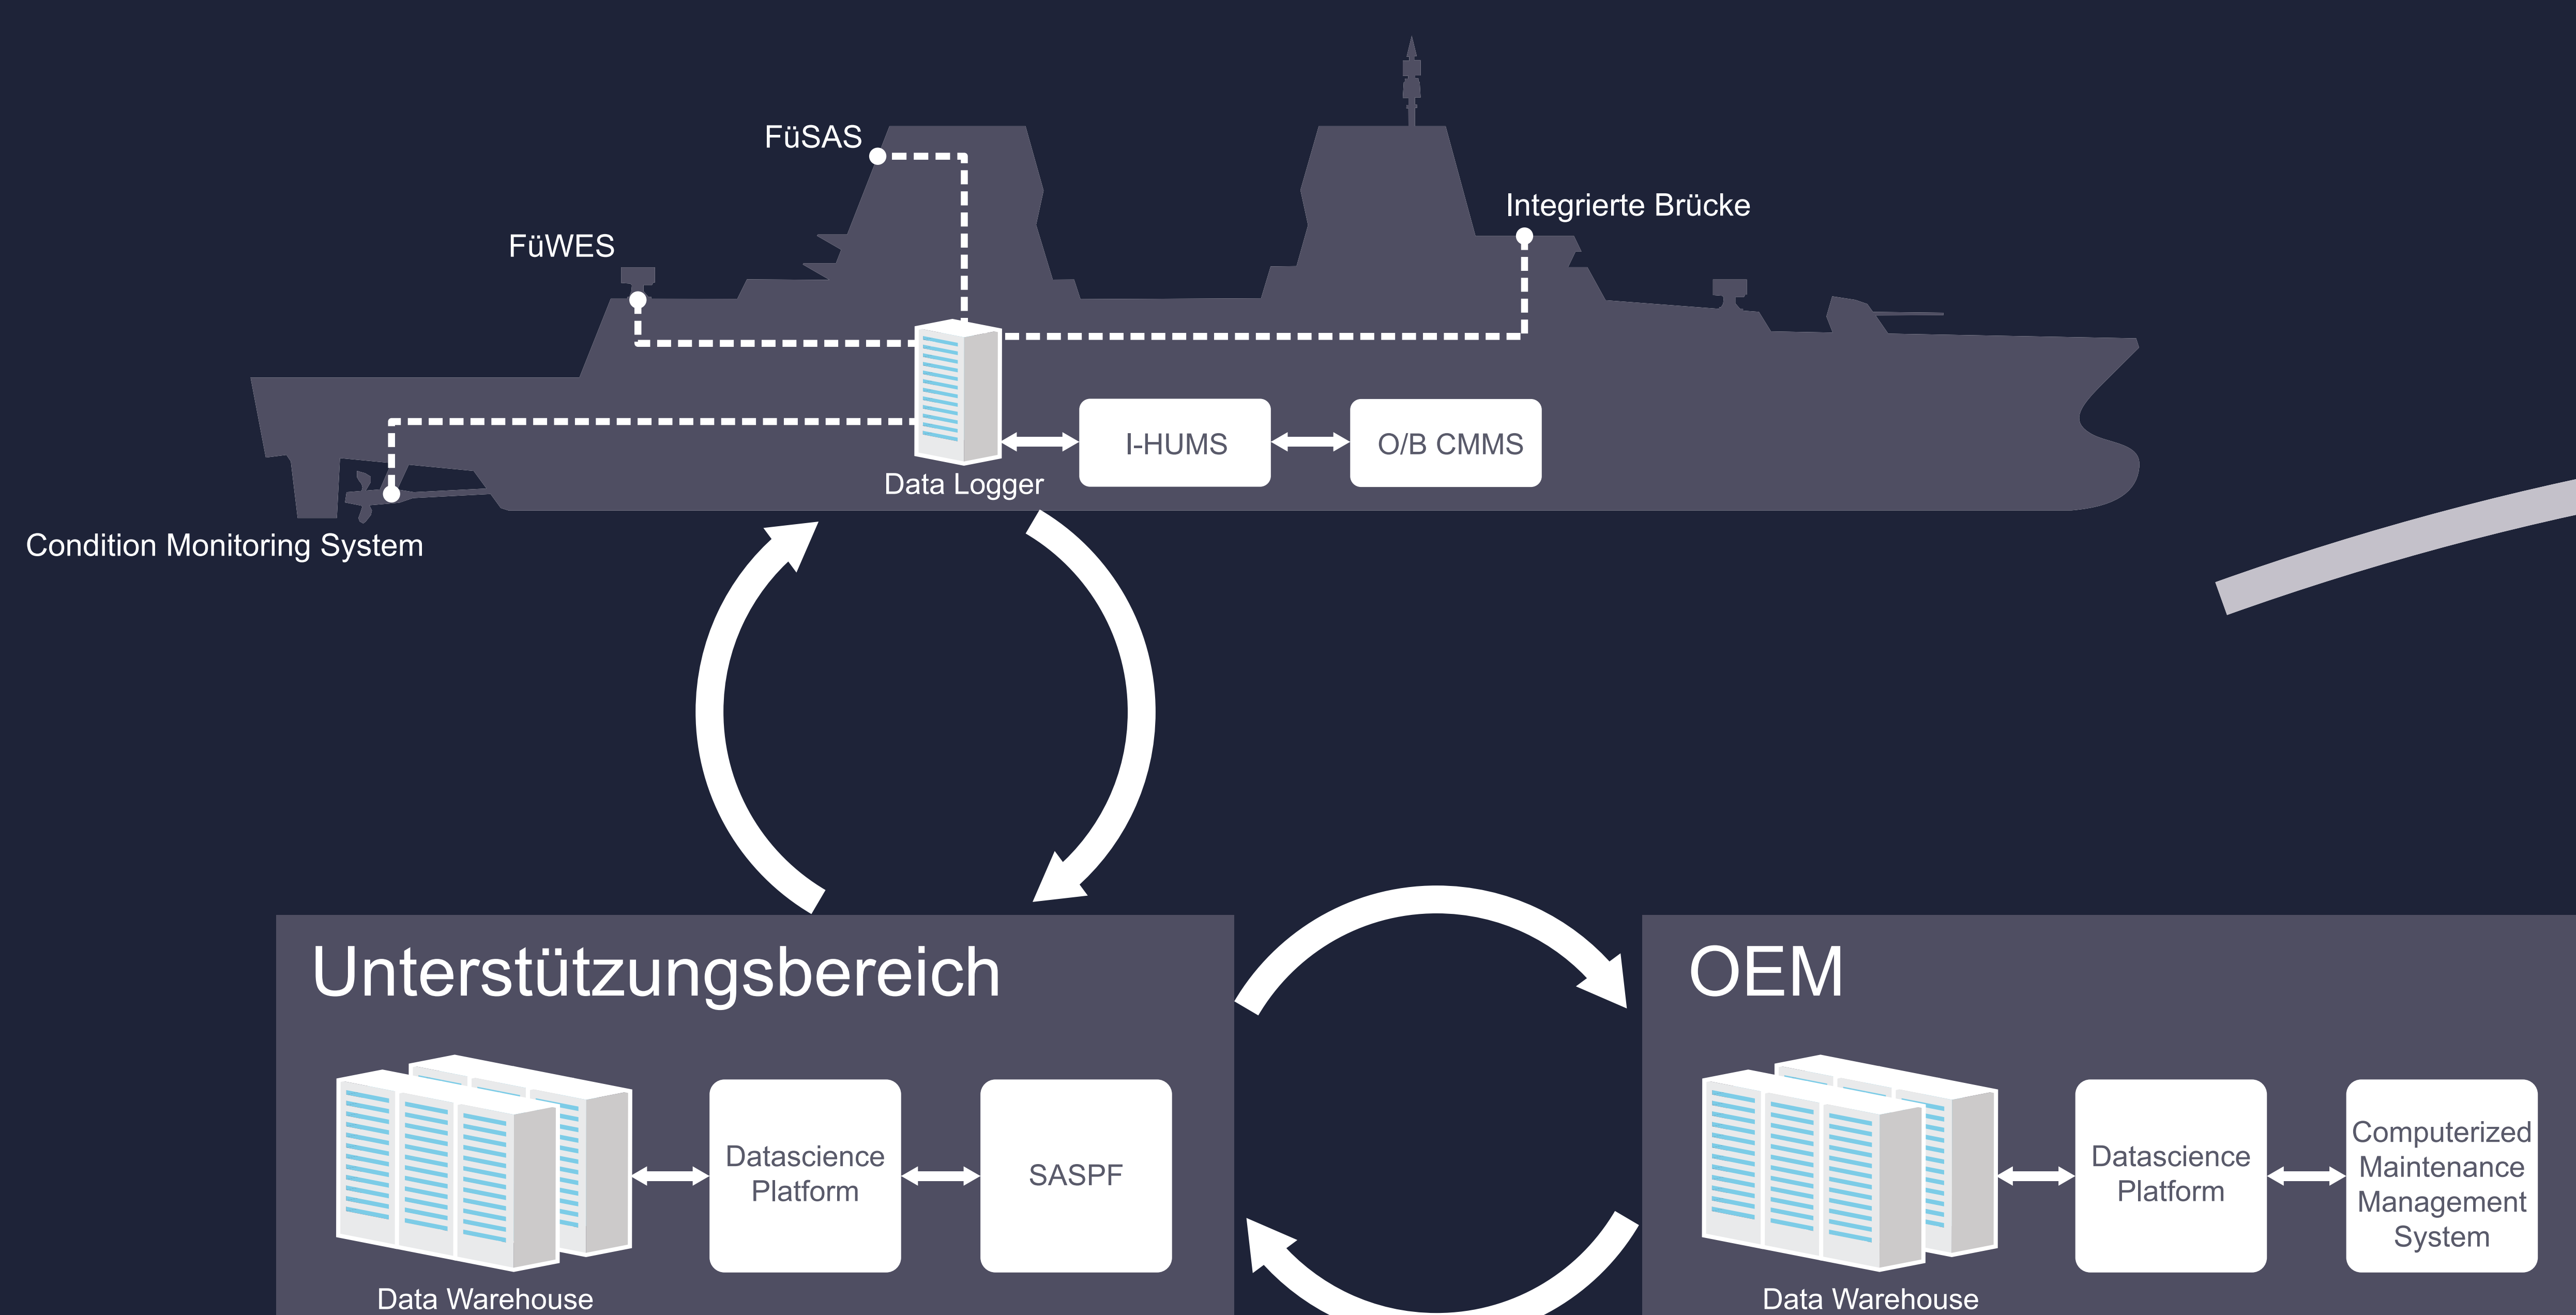 FüSAS
Integrierte Brücke
FüWES
I-HUMS
O/B CMMS
Data Logger
Condition Monitoring System
Unterstützungsbereich
Datascience
Platform
SASPF
Data Warehouse
OEM
Datascience
Platform
Computerized
Maintenance
Management
System
Data Warehouse